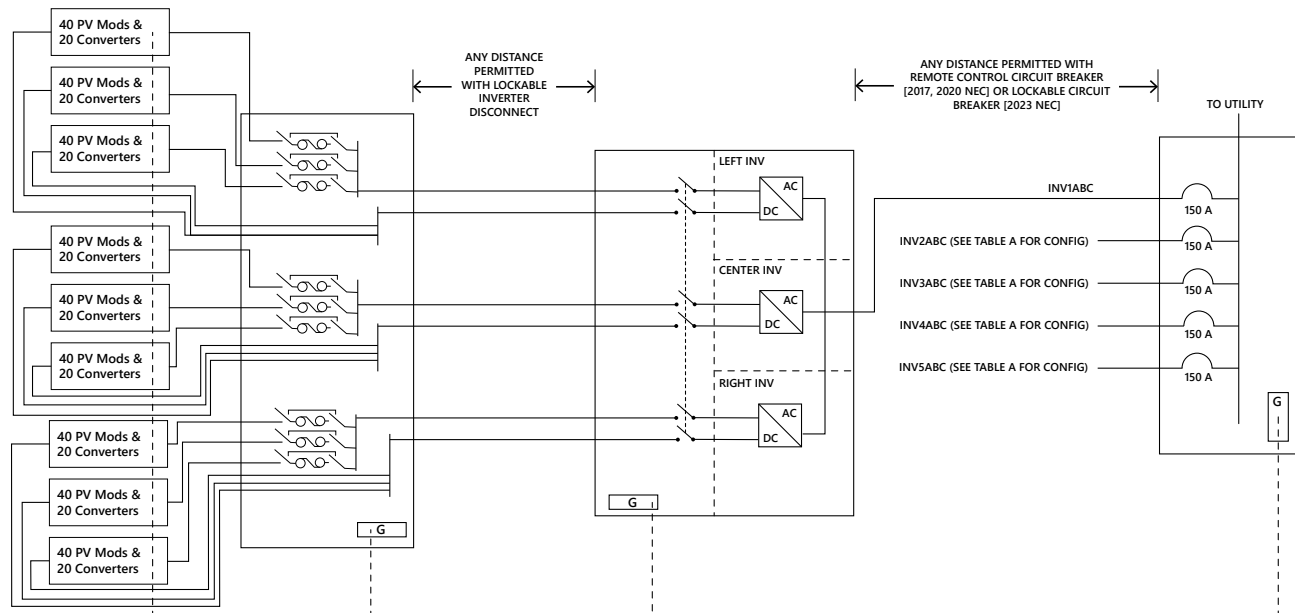 40 PV Mods &
20 Converters
40 PV Mods &
20 Converters
40 PV Mods &
20 Converters
40 PV Mods &
20 Converters
40 PV Mods &
20 Converters
40 PV Mods &
20 Converters
40 PV Mods &
20 Converters
40 PV Mods &
20 Converters
40 PV Mods &
20 Converters
G
ANY DISTANCE
PERMITTED
WITH LOCKABLE
INVERTER
DISCONNECT
LEFT INV
AC
DC
CENTER INV
AC
DC
RIGHT INV
AC
DC
G
ANY DISTANCE PERMITTED WITH
REMOTE CONTROL CIRCUIT BREAKER
[2017, 2020 NEC] OR LOCKABLE CIRCUIT
BREAKER [2023 NEC]
TO UTILITY
INV1ABC
150 A
INV2ABC (SEE TABLE A FOR CONFIG)
150 A
INV3ABC (SEE TABLE A FOR CONFIG)
150 A
INV4ABC (SEE TABLE A FOR CONFIG)
150 A
INV5ABC (SEE TABLE A FOR CONFIG)
150 A
G